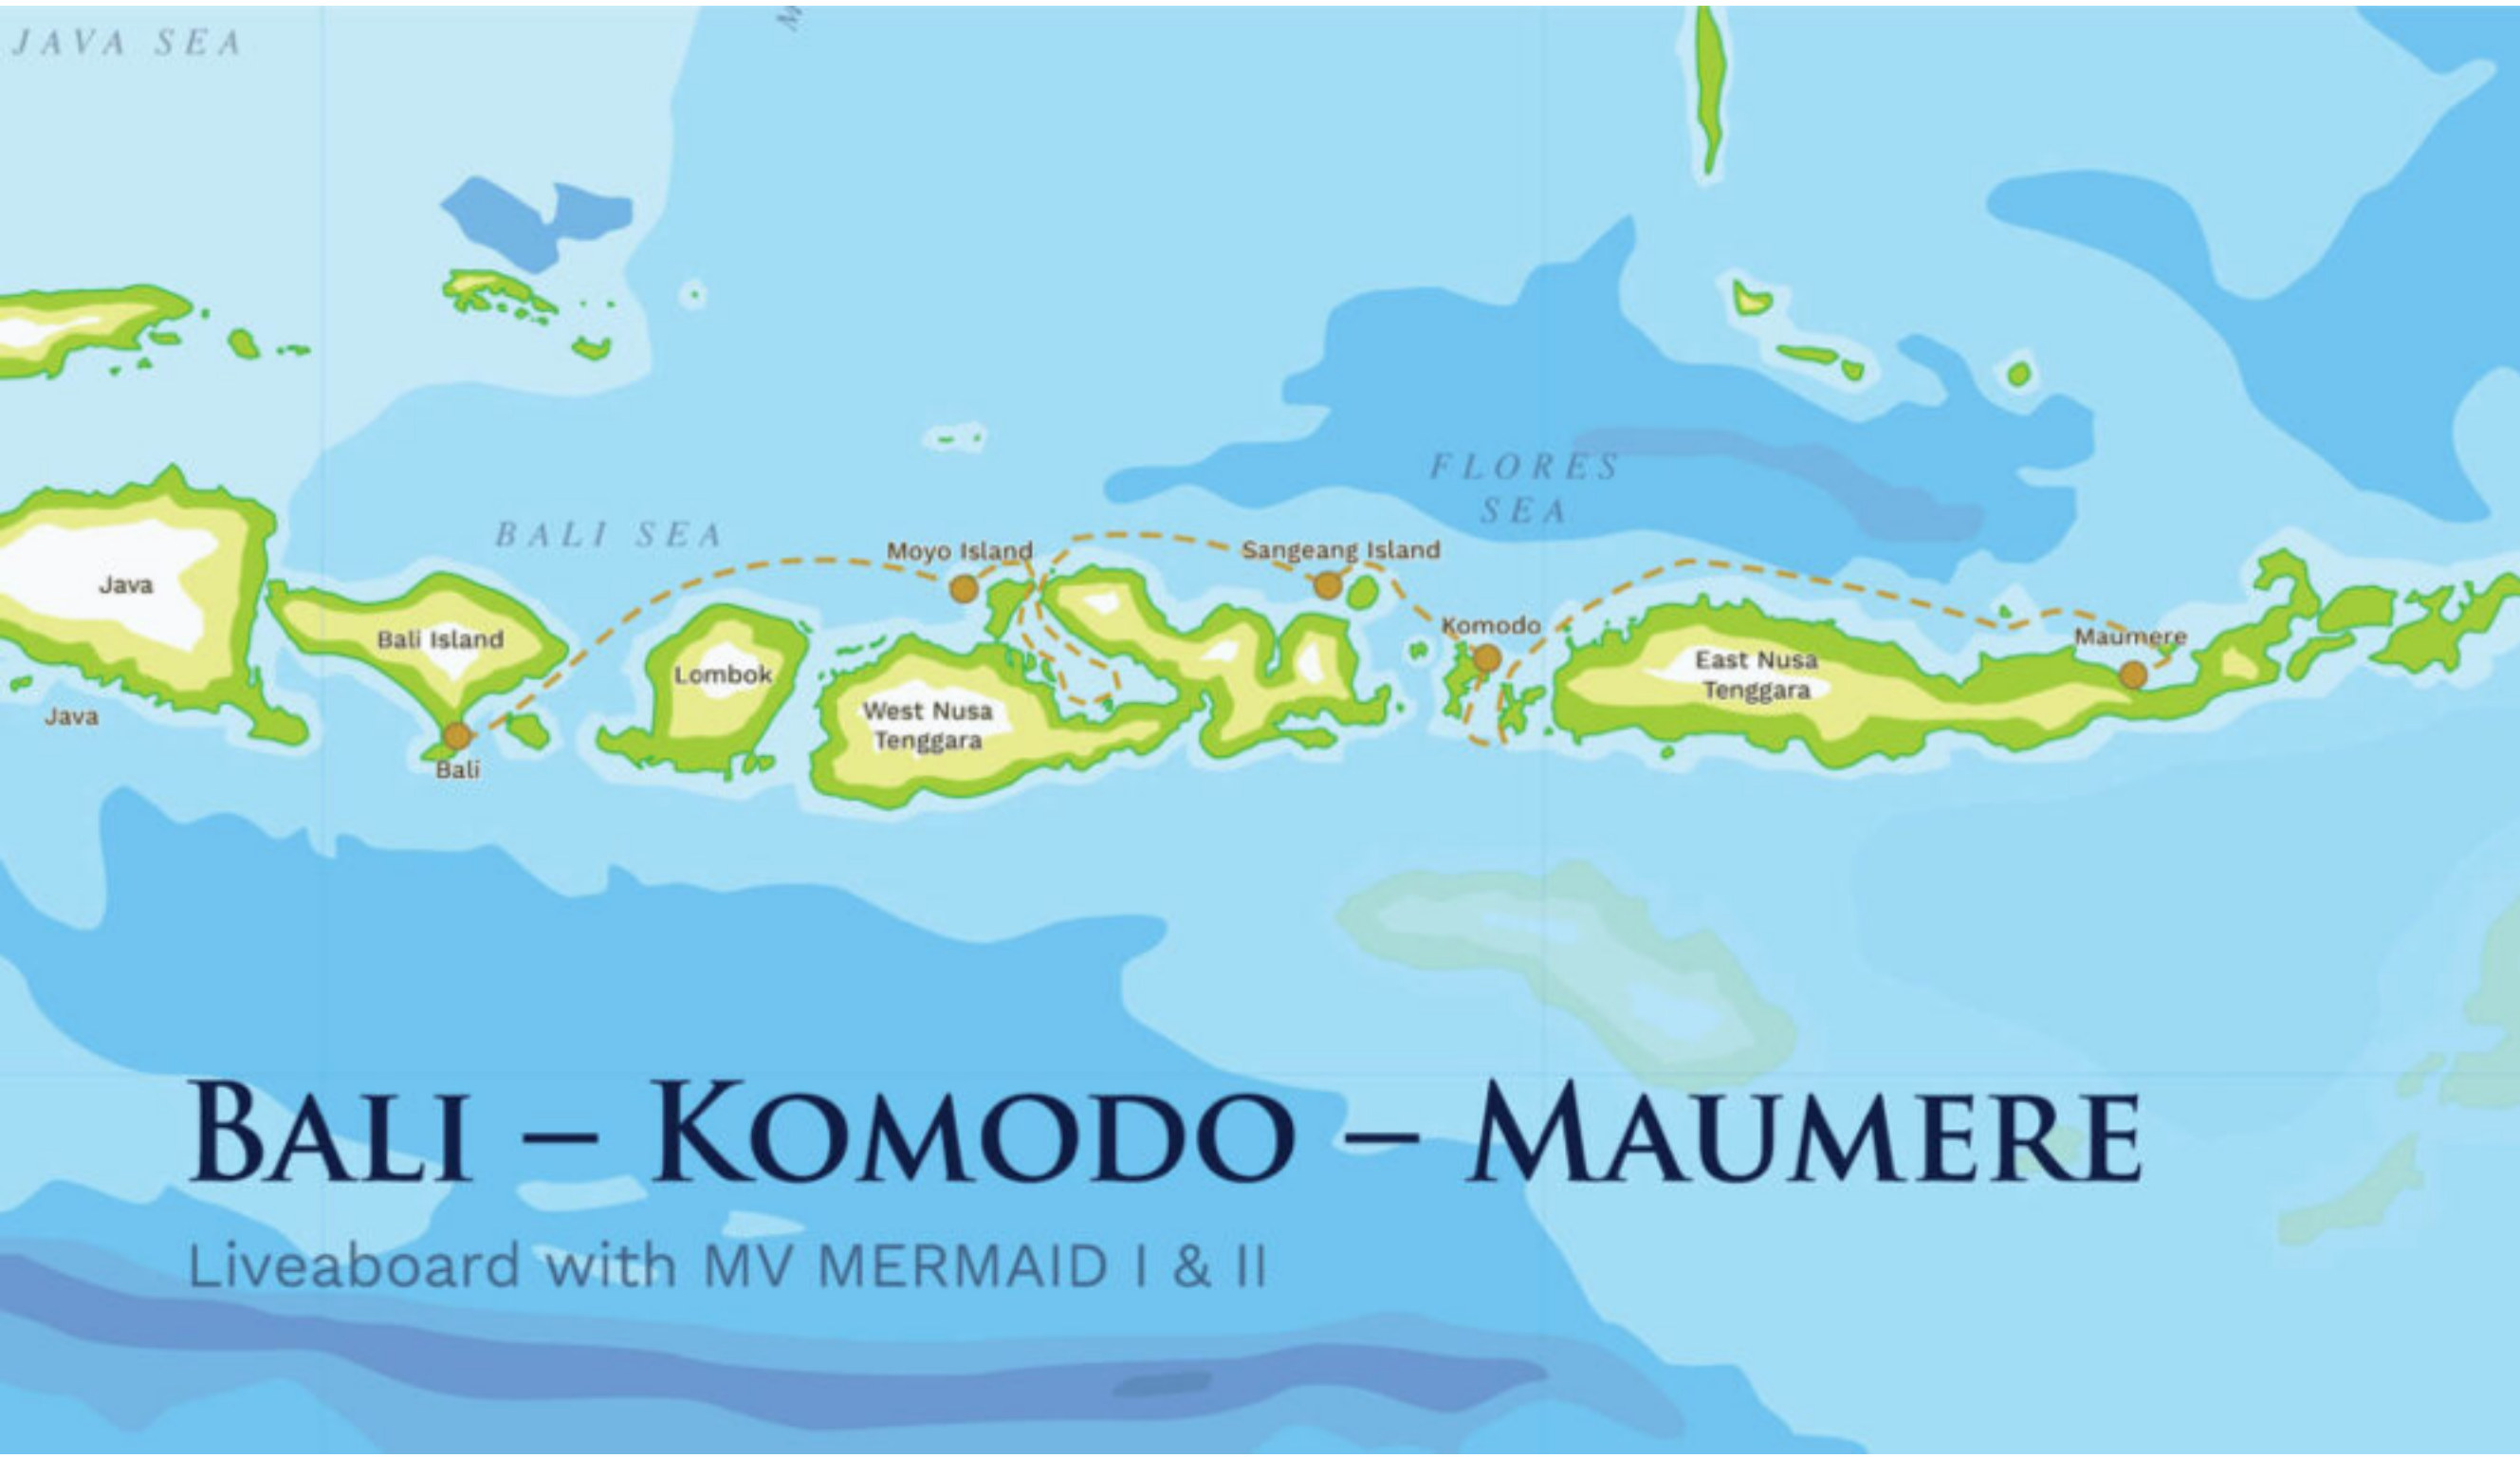 JAVA SEA
BALI SEA
FLORES
SEA
Moyo Island
Sangeang Island
Java
Bali Island
Komodo
Maumere
Lombok
East Nusa
Tenggara
Java
West Nusa
Tenggara
Bali
BALI – KOMODO – MAUMERE
Liveaboard with MV MERMAID I & II